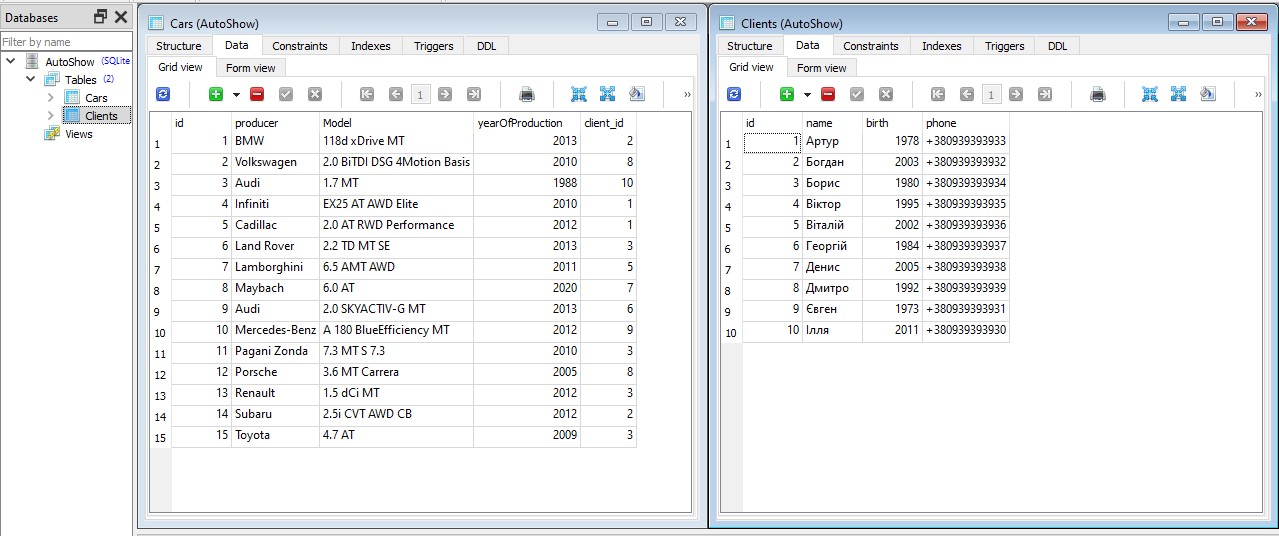 Databases
Filter by name
AutoShow (SQLite
Tables (2)
Cars
Clients
Views
Cars (AutoShow)
Structure Data Constraints Indexes Triggers DDL
Grid view Form view
1 »
id producer Model yearOfProduction client_id
1 1 BMW 118d xDrive MT 2013 2
2 2 Volkswagen 2.0 BiTDI DSG 4Motion Basis 2010 8
3 3 Audi 1.7 MT 1988 10
4 4 Infiniti EX25 AT AWD Elite 2010 1
5 5 Cadillac 2.0 AT RWD Performance 2012 1
6 6 Land Rover 2.2 TD MT SE 2013 3
7 7 Lamborghini 6.5 AMT AWD 2011 5
8 8 Maybach 6.0 AT 2020 7
9 9 Audi 2.0 SKYACTIV-G MT 2013 6
10 10 Mercedes-Benz A 180 BlueEfficiency MT 2012 9
11 11 Pagani Zonda 7.3 MT S 7.3 2010 3
12 12 Porsche 3.6 MT Carrera 2005 8
13 13 Renault 1.5 dCi MT 2012 3
14 14 Subaru 2.5i CVT AWD CB 2012 2
15 15 Toyota 4.7 AT 2009 3
Clients (AutoShow)
Structure Data Constraints Indexes Triggers DDL
Grid view Form view
1 »
id name birth phone
1 1 Артур 1978 +380939393933
2 2 Богдан 2003 +380939393932
3 3 Борис 1980 +380939393934
4 4 Віктор 1995 +380939393935
5 5 Віталій 2002 +380939393936
6 6 Георгій 1984 +380939393937
7 7 Денис 2005 +380939393938
8 8 Дмитро 1992 +380939393939
9 9 Євген 1973 +380939393931
10 10 Ілля 2011 +380939393930